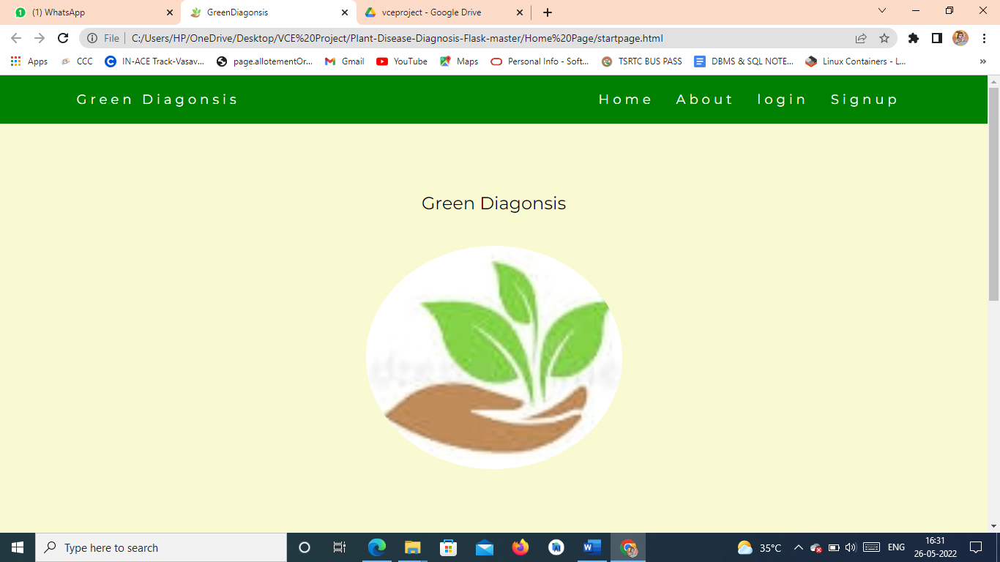 (1) WhatsApp
GreenDiagonsis
vceproject - Google Drive
File
C:/Users/HP/OneDrive/Desktop/VCE%20Project/Plant-Disease-Diagnosis-Flask-master/Home%20Page/startpage.html
Apps
CCC
IN-ACE Track-Vasav...
page.allotementOr...
Gmail
YouTube
Maps
Personal Info - Soft...
TSRTC BUS PASS
DBMS & SQL NOTE...
Linux Containers - L...
»
Green Diagonsis
Home
About
login
Signup
Green Diagonsis
Type here to search
35°C
ENG
16:31
26-05-2022